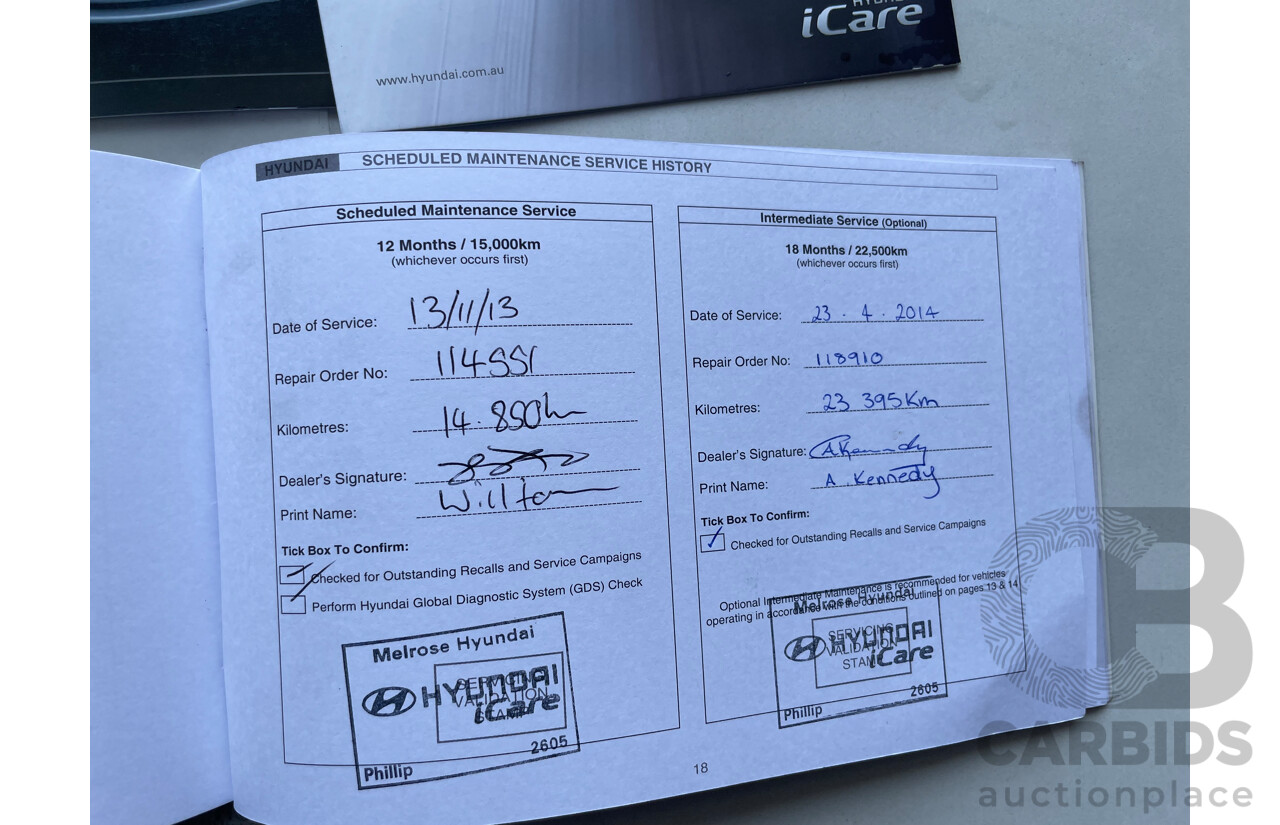 iCare
www.hyundai.com.au
HYUNDAI SCHEDULED MAINTENANCE SERVICE HISTORY
Scheduled Maintenance Service
12 Months / 15,000km
(whichever occurs first)
Date of Service: 13/11/13
Repair Order No: 114551
Kilometres: 14.850km
Dealer's Signature:
Print Name:
Tick Box To Confirm:
Checked for Outstanding Recalls and Service Campaigns
Perform Hyundai Global Diagnostic System (GDS) Check
Melrose Hyundai
HYUNDAI
iCare
SERVICING
VALIDATION
STAMP
2605
Phillip
Intermediate Service (Optional)
18 Months / 22,500km
(whichever occurs first)
Date of Service: 23.4.2014
Repair Order No: 118910
Kilometres: 23 395Km
Dealer's Signature: AKennedy
Print Name: A. Kennedy
Tick Box To Confirm:
Checked for Outstanding Recalls and Service Campaigns
Optional Intermediate Maintenance is recommended for vehicles
operating in accordance with the conditions outlined on pages 13 & 14
Melrose Hyundai
HYUNDAI
iCare
SERVICING
VALIDATION
STAMP
2605
Phillip
18
CB
CARBIDS
auctionplace